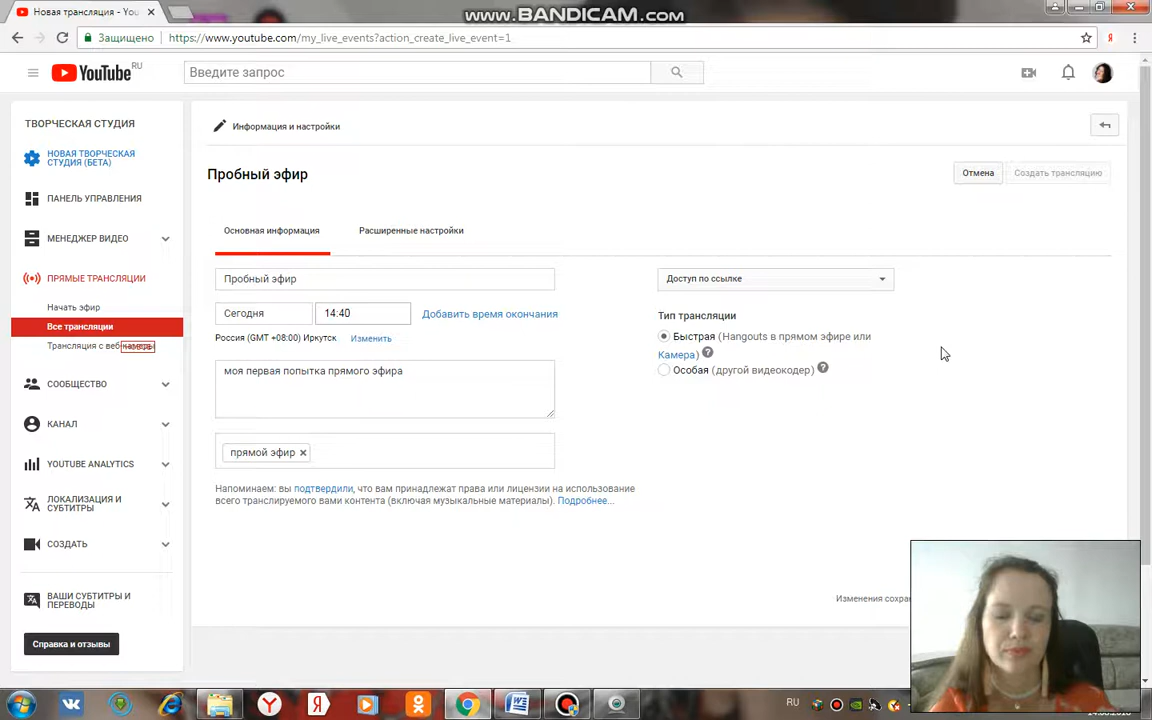 Новая трансляция - You
www.BANDICAM.com
Защищено
https://www.youtube.com/my_live_events?action_create_live_event=1
YouTube RU
Введите запрос
ТВОРЧЕСКАЯ СТУДИЯ
НОВАЯ ТВОРЧЕСКАЯ
СТУДИЯ (БЕТА)
ПАНЕЛЬ УПРАВЛЕНИЯ
МЕНЕДЖЕР ВИДЕО
ПРЯМЫЕ ТРАНСЛЯЦИИ
Начать эфир
Все трансляции
Трансляция с веб-камеры
СООБЩЕСТВО
КАНАЛ
YOUTUBE ANALYTICS
ЛОКАЛИЗАЦИЯ И
СУБТИТРЫ
СОЗДАТЬ
ВАШИ СУБТИТРЫ И
ПЕРЕВОДЫ
Справка и отзывы
Информация и настройки
Пробный эфир
Отмена
Создать трансляцию
Основная информация
Расширенные настройки
Пробный эфир
Сегодня
14:40
Добавить время окончания
Россия (GMT +08:00) Иркутск
Изменить
моя первая попытка прямого эфира
прямой эфир
Напоминаем: вы подтвердили, что вам принадлежат права или лицензии на использование
всего транслируемого вами контента (включая музыкальные материалы). Подробнее...
Доступ по ссылке
Тип трансляции
Быстрая (Hangouts в прямом эфире или
Камера)
Особая (другой видеокодер)
Изменения
RU